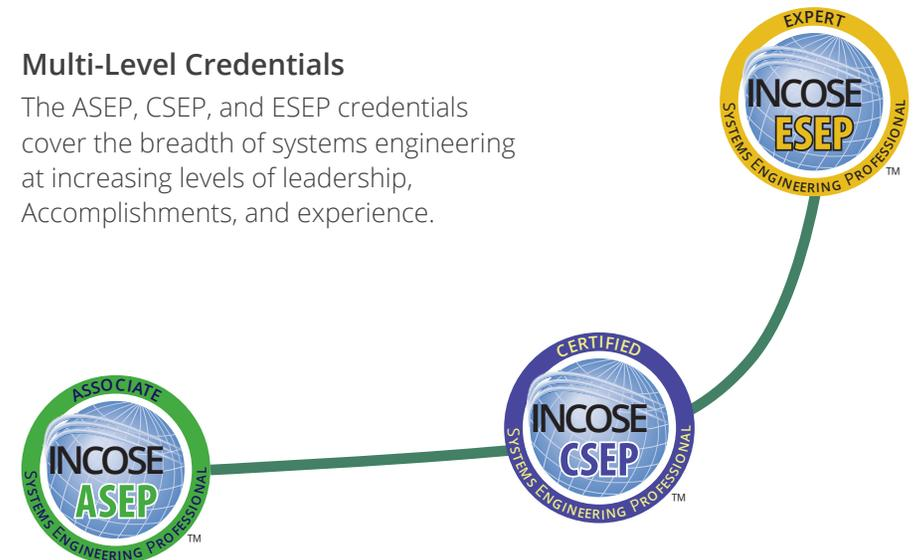 Multi-Level Credentials
The ASEP, CSEP, and ESEP credentials
cover the breadth of systems engineering
at increasing levels of leadership,
Accomplishments, and experience.
EXPERT
INCOSE
ESEP
SYSTEMS ENGINEERING PROFESSIONAL
TM
CERTIFIED
INCOSE
CSEP
SYSTEMS ENGINEERING PROFESSIONAL
TM
ASSOCIATE
INCOSE
ASEP
SYSTEMS ENGINEERING PROFESSIONAL
TM